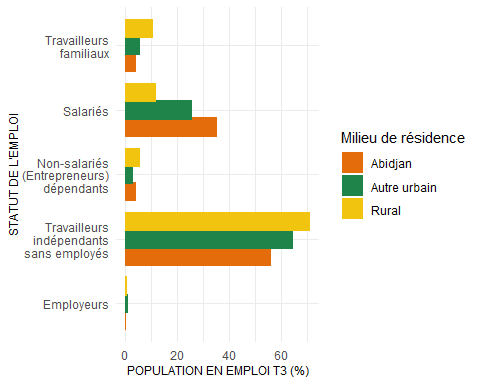 STATUT DE L'EMPLOI
Travailleurs
familiaux
Salariés
Non-salariés
(Entrepreneurs)
dépendants
Travailleurs
indépendants
sans employés
Employeurs
0 20 40 60
POPULATION EN EMPLOI T3 (%)
Milieu de résidence
Abidjan
Autre urbain
Rural